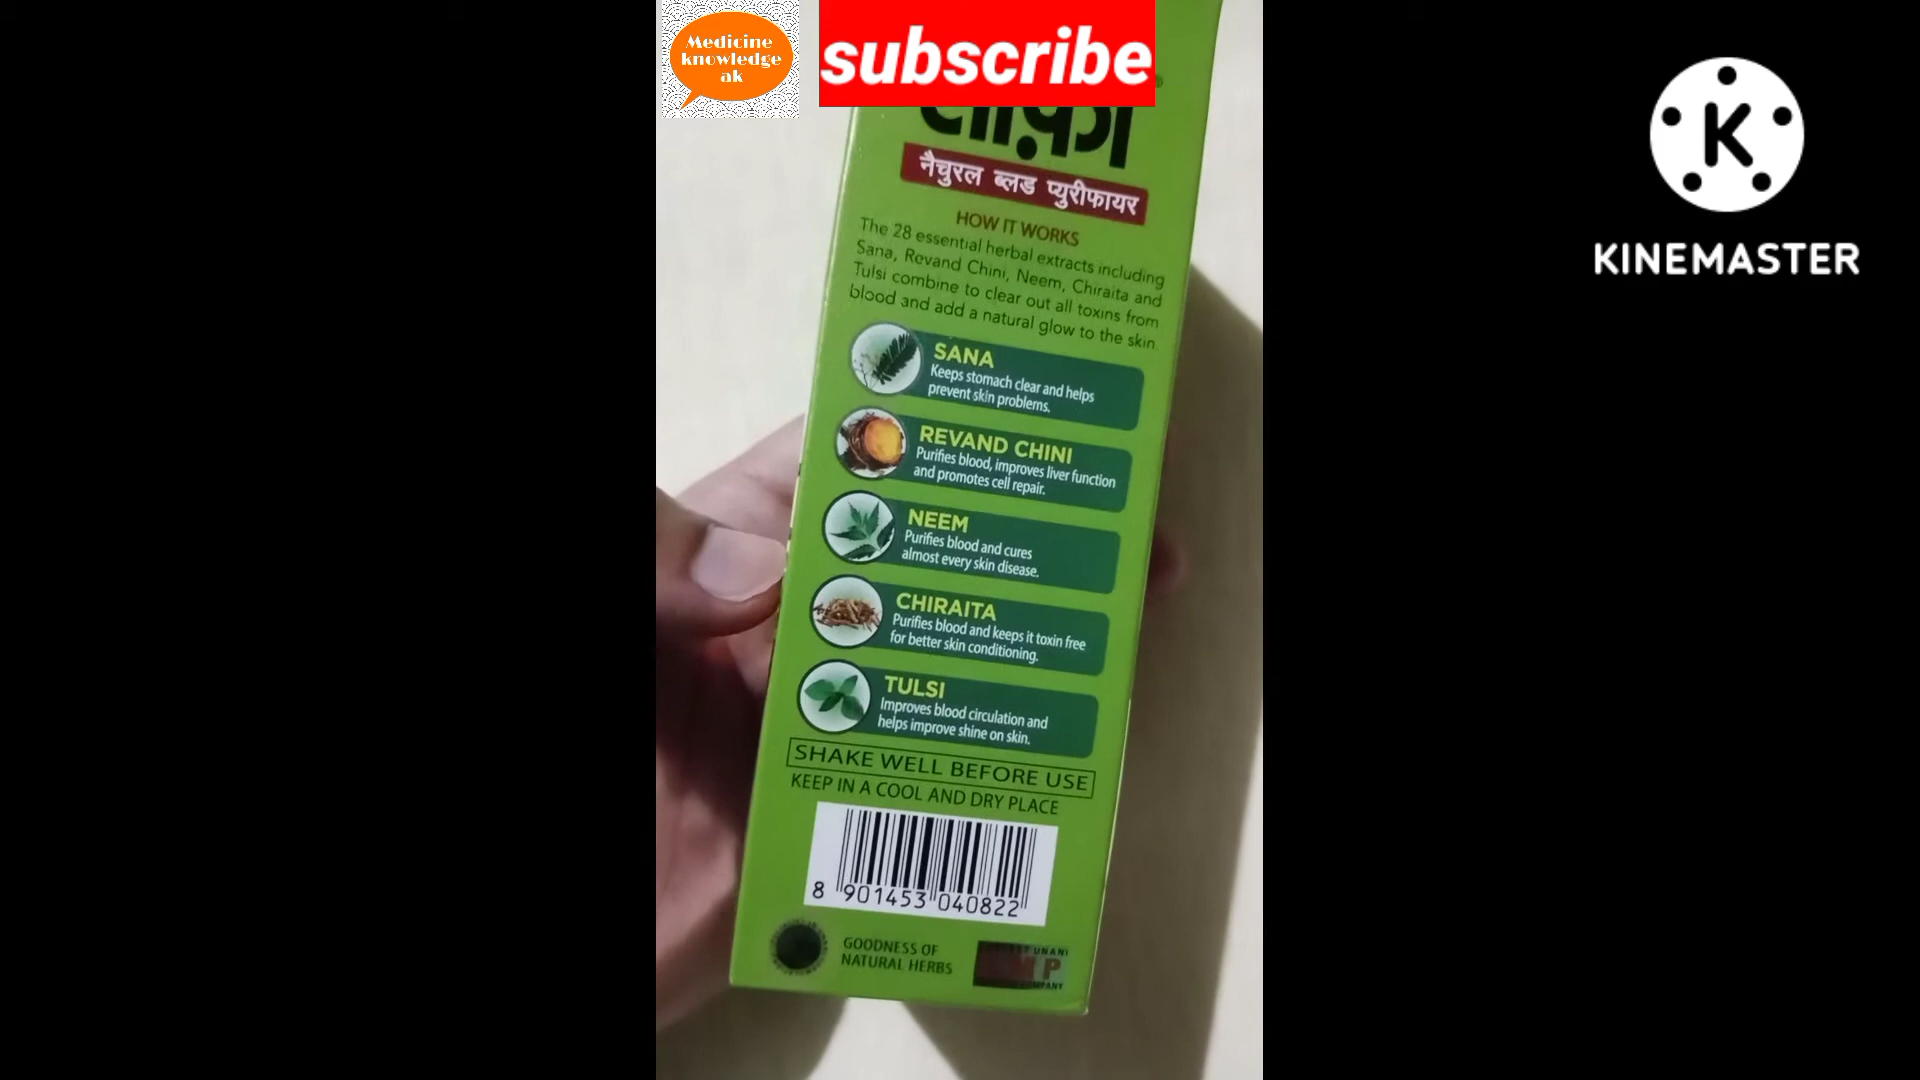 Medicine
knowledge
ak
subscribe
K
KINEMASTER
नैचुरल ब्लड प्युरीफायर
HOW IT WORKS
The 28 essential herbal extracts including
Sana, Revand Chini, Neem, Chiraita and
Tulsi combine to clear out all toxins from
blood and add a natural glow to the skin.
SANA
Keeps stomach clear and helps
prevent skin problems.
REVAND CHINI
Purifies blood, improves liver function
and promotes cell repair.
NEEM
Purifies blood and cures
almost every skin disease.
CHIRAITA
Purifies blood and keeps it toxin free
for better skin conditioning.
TULSI
Improves blood circulation and
helps improve shine on skin.
SHAKE WELL BEFORE USE
KEEP IN A COOL AND DRY PLACE
8 901453 040822
GOODNESS OF
NATURAL HERBS
UNANI
MP